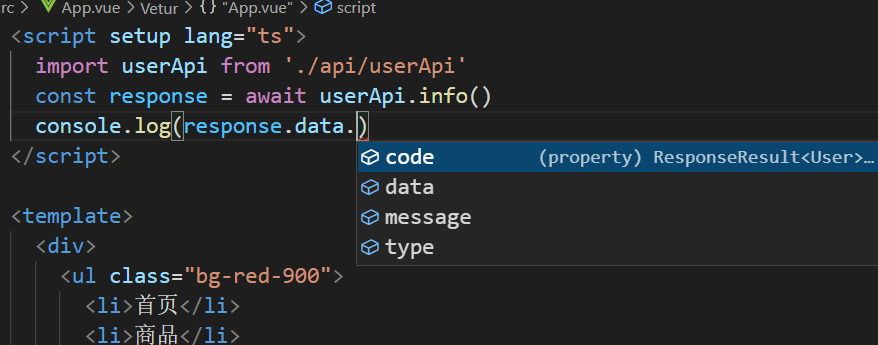 rc > App.vue > Vetur > {} "App.vue" > script
<script setup lang="ts">
import userApi from './api/userApi'
const response = await userApi.info()
console.log(response.data.)
</script>
code (property) ResponseResult<User>...
data
message
type
<template>
<div>
<ul class="bg-red-900">
<li>首页</li>
<li>商品</li>